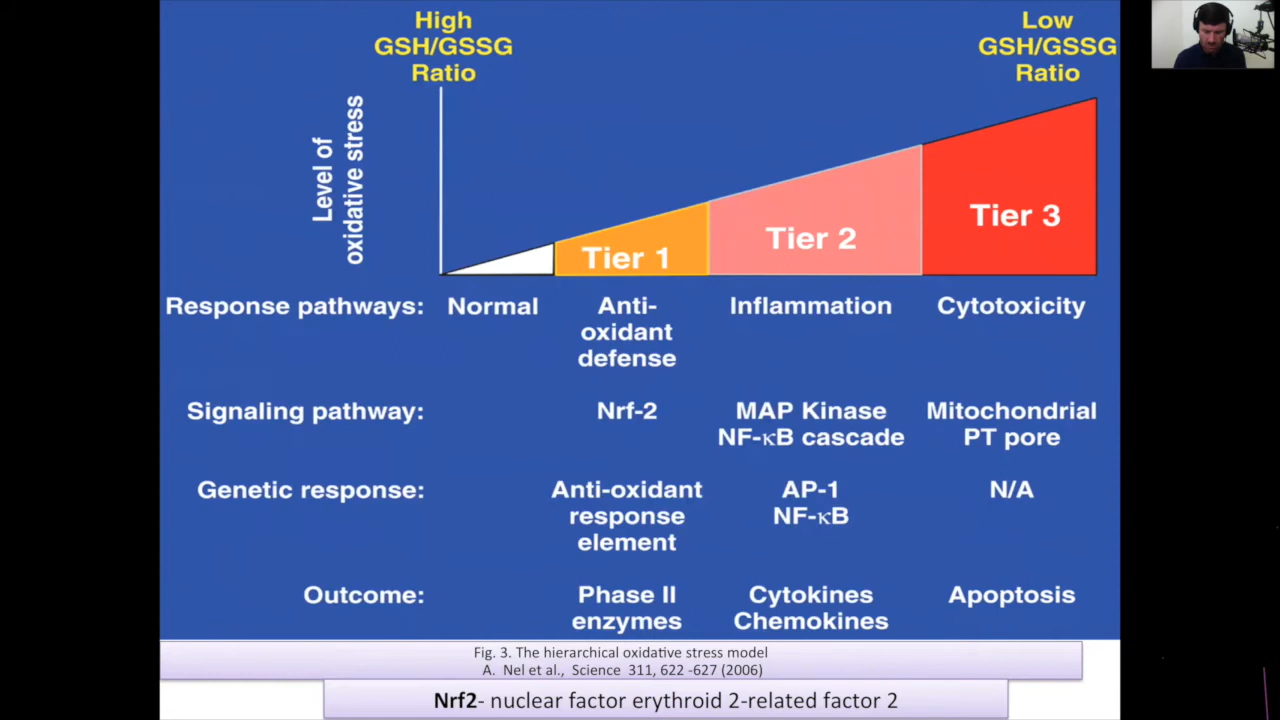 High
GSH/GSSG
Ratio
Low
GSH/GSSG
Ratio
Level of
oxidative stress
Tier 1
Tier 2
Tier 3
Response pathways:
Normal
Anti-
oxidant
defense
Inflammation
Cytotoxicity
Signaling pathway:
Nrf-2
MAP Kinase
NF-κB cascade
Mitochondrial
PT pore
Genetic response:
Anti-oxidant
response
element
AP-1
NF-κB
N/A
Outcome:
Phase II
enzymes
Cytokines
Chemokines
Apoptosis
Fig. 3. The hierarchical oxidative stress model
A. Nel et al., Science 311, 622 -627 (2006)
Nrf2- nuclear factor erythroid 2-related factor 2